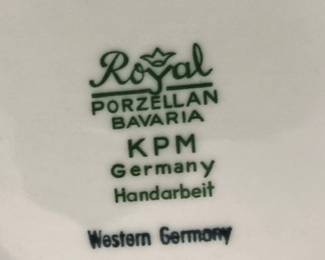 Royal
PORZELLAN
BAVARIA
KPM
Germany
Handarbeit
Western Germany